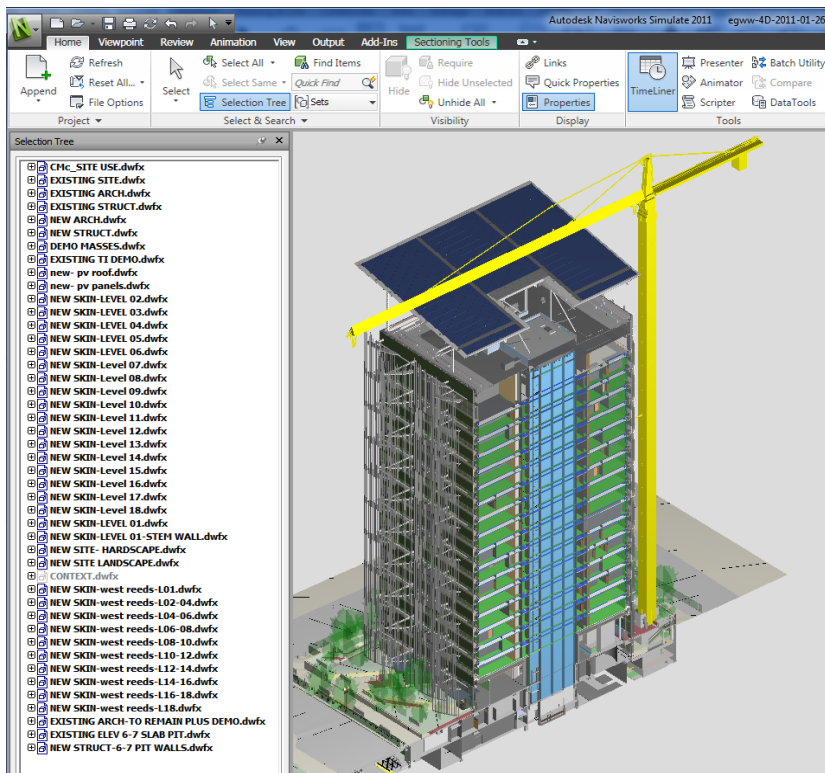 Autodesk Navisworks Simulate 2011 egww-4D-2011-01-26
Home Viewpoint Review Animation View Output Add-Ins Sectioning Tools
Append
Refresh
Reset All...
File Options
Project
Select
Select All
Select Same
Selection Tree
Find Items
Quick Find
Sets
Select & Search
Hide
Require
Hide Unselected
Unhide All
Visibility
Links
Quick Properties
Properties
Display
TimeLiner
Presenter
Animator
Scripter
Batch Utility
Compare
DataTools
Tools
Selection Tree
CMc_SITE USE.dwfx
EXISTING SITE.dwfx
EXISTING ARCH.dwfx
EXISTING STRUCT.dwfx
NEW ARCH.dwfx
NEW STRUCT.dwfx
DEMO MASSES.dwfx
EXISTING TI DEMO.dwfx
new- pv roof.dwfx
new- pv panels.dwfx
NEW SKIN-LEVEL 02.dwfx
NEW SKIN-LEVEL 03.dwfx
NEW SKIN-LEVEL 04.dwfx
NEW SKIN-LEVEL 05.dwfx
NEW SKIN-LEVEL 06.dwfx
NEW SKIN-Level 07.dwfx
NEW SKIN-Level 08.dwfx
NEW SKIN-Level 09.dwfx
NEW SKIN-Level 10.dwfx
NEW SKIN-Level 11.dwfx
NEW SKIN-Level 12.dwfx
NEW SKIN-Level 13.dwfx
NEW SKIN-Level 14.dwfx
NEW SKIN-Level 15.dwfx
NEW SKIN-Level 16.dwfx
NEW SKIN-Level 17.dwfx
NEW SKIN-Level 18.dwfx
NEW SKIN-LEVEL 01.dwfx
NEW SKIN-LEVEL 01-STEM WALL.dwfx
NEW SITE- HARDSCAPE.dwfx
NEW SITE LANDSCAPE.dwfx
CONTEXT.dwfx
NEW SKIN-west reeds-L01.dwfx
NEW SKIN-west reeds-L02-04.dwfx
NEW SKIN-west reeds-L04-06.dwfx
NEW SKIN-west reeds-L06-08.dwfx
NEW SKIN-west reeds-L08-10.dwfx
NEW SKIN-west reeds-L10-12.dwfx
NEW SKIN-west reeds-L12-14.dwfx
NEW SKIN-west reeds-L14-16.dwfx
NEW SKIN-west reeds-L16-18.dwfx
NEW SKIN-west reeds-L18.dwfx
EXISTING ARCH-TO REMAIN PLUS DEMO.dwfx
EXISTING ELEV 6-7 SLAB PIT.dwfx
NEW STRUCT-6-7 PIT WALLS.dwfx